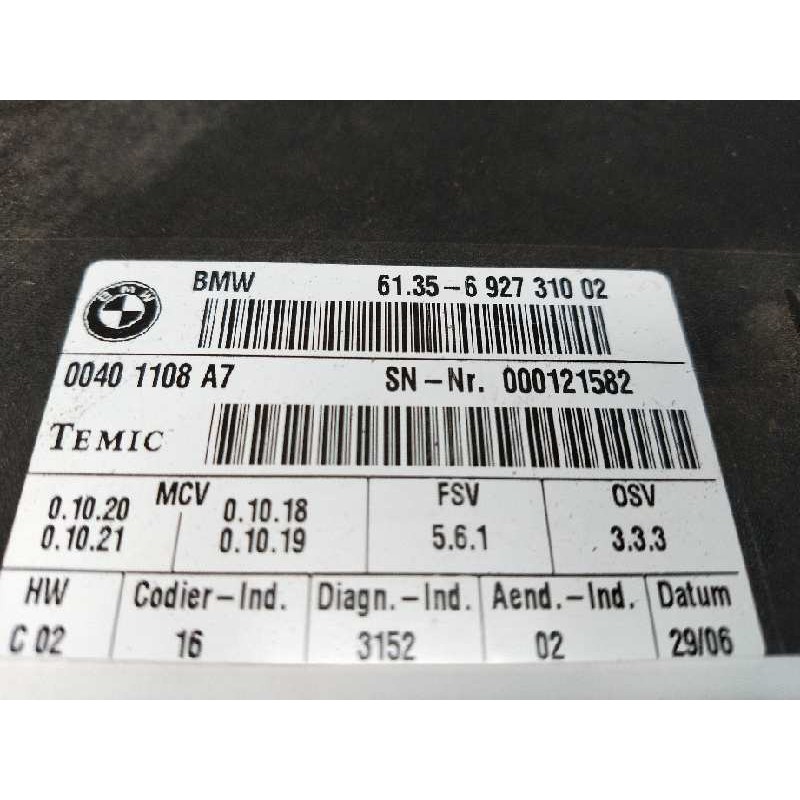 BMW 61.35-6 927 310 02
BMW
0040 1108 A7 SN-Nr. 000121582
TEMIC
MCV FSV OSV
0.10.20 0.10.18 5.6.1 3.3.3
0.10.21 0.10.19
HW Codier-Ind. Diagn.-Ind. Aend.-Ind. Datum
C 02 16 3152 02 29/06